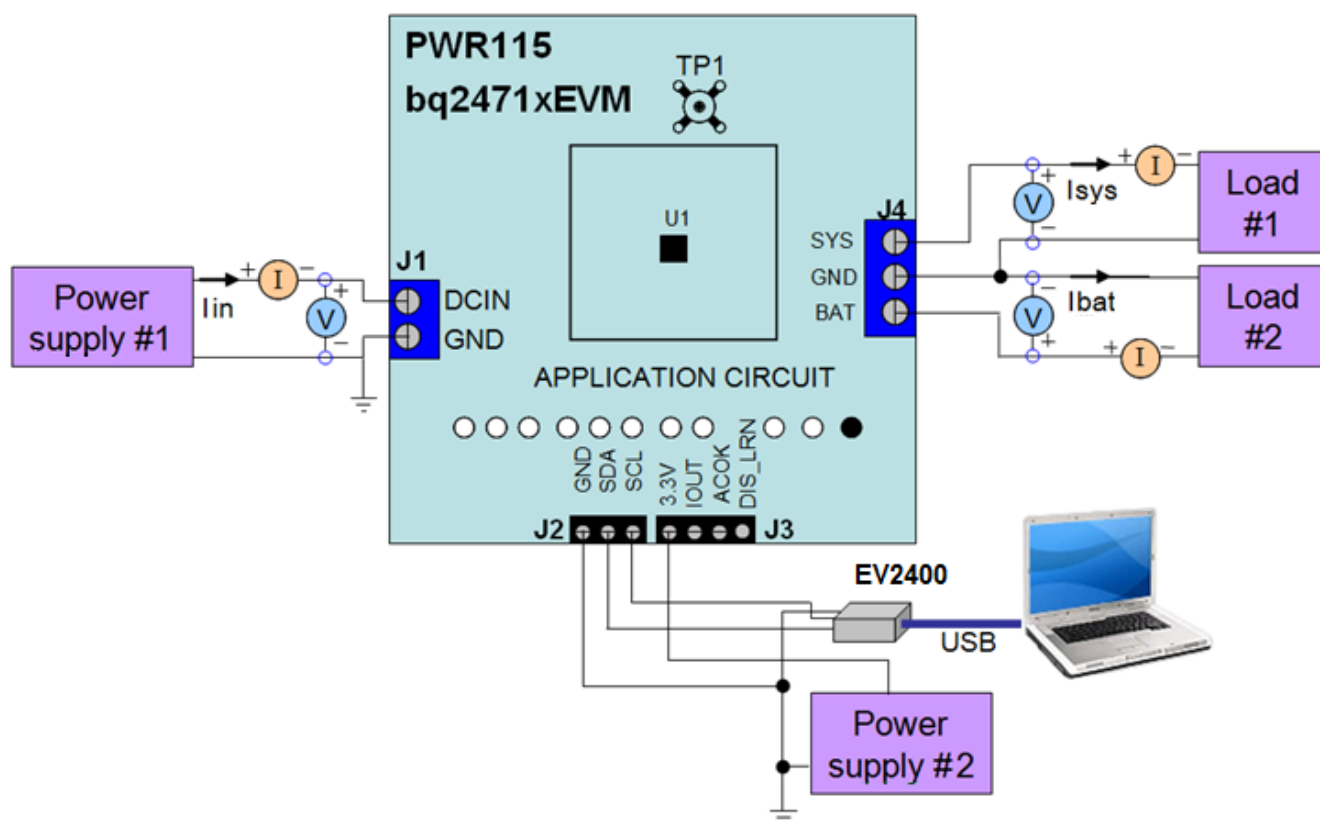 PWR115
bq2471xEVM
TP1
U1
J1
DCIN
GND
J4
SYS
GND
BAT
Power
supply #1
Iin
+
I
−
+
V
−
+
V
−
Isys
+
I
−
Load
#1
−
V
+
Ibat
+
I
−
Load
#2
APPLICATION CIRCUIT
GND
SDA
SCL
3.3V
IOUT
ACOK
DIS_LRN
J2
J3
EV2400
USB
Power
supply #2